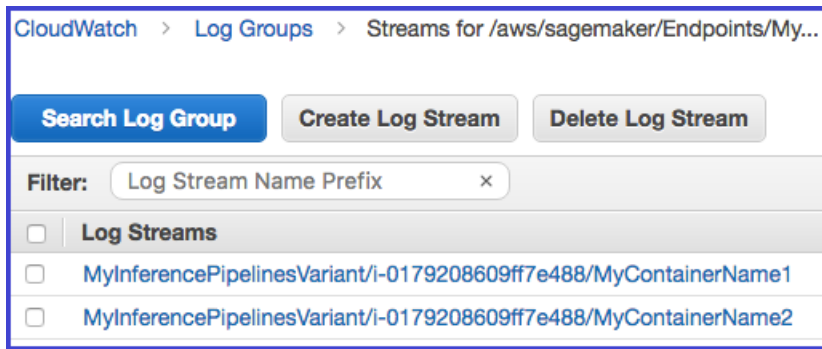 CloudWatch > Log Groups > Streams for /aws/sagemaker/Endpoints/My...
Search Log Group Create Log Stream Delete Log Stream
Filter: Log Stream Name Prefix ×
Log Streams
MyInferencePipelinesVariant/i-0179208609ff7e488/MyContainerName1
MyInferencePipelinesVariant/i-0179208609ff7e488/MyContainerName2